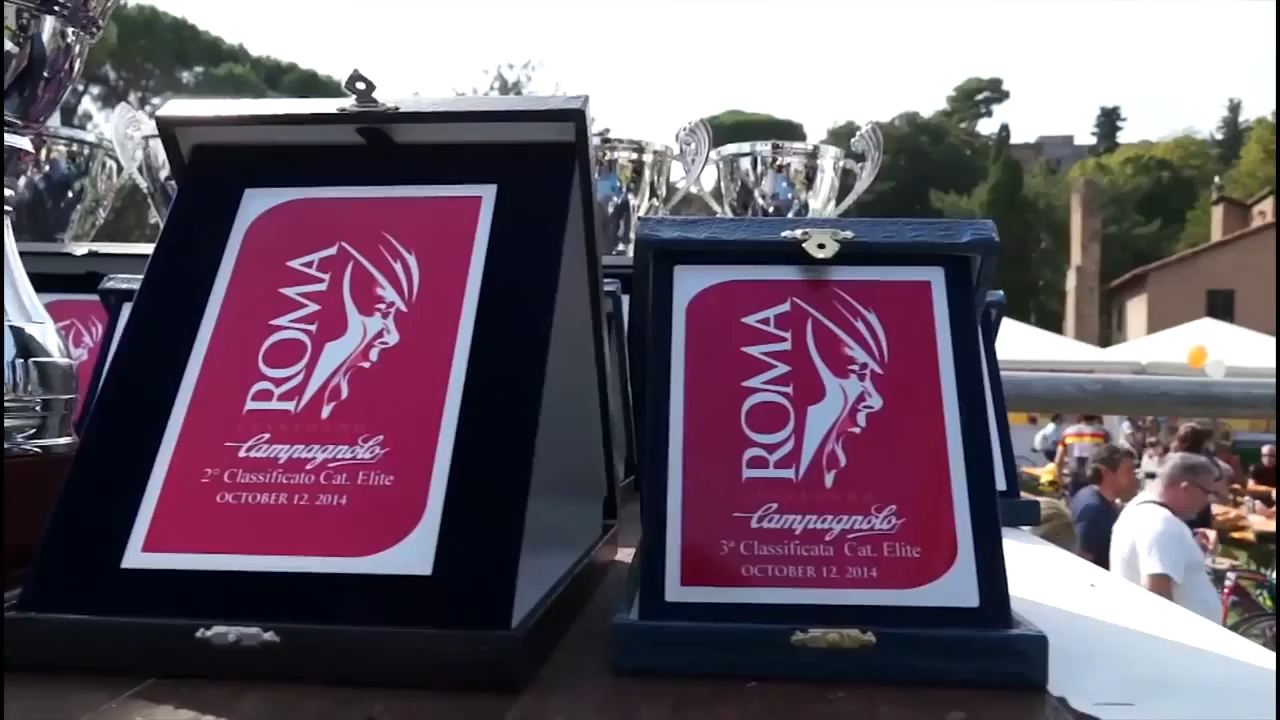 ROMA
Campagnolo
2° Classificato Cat. Elite
OCTOBER 12. 2014
ROMA
Campagnolo
3ª Classificata Cat. Elite
OCTOBER 12. 2014